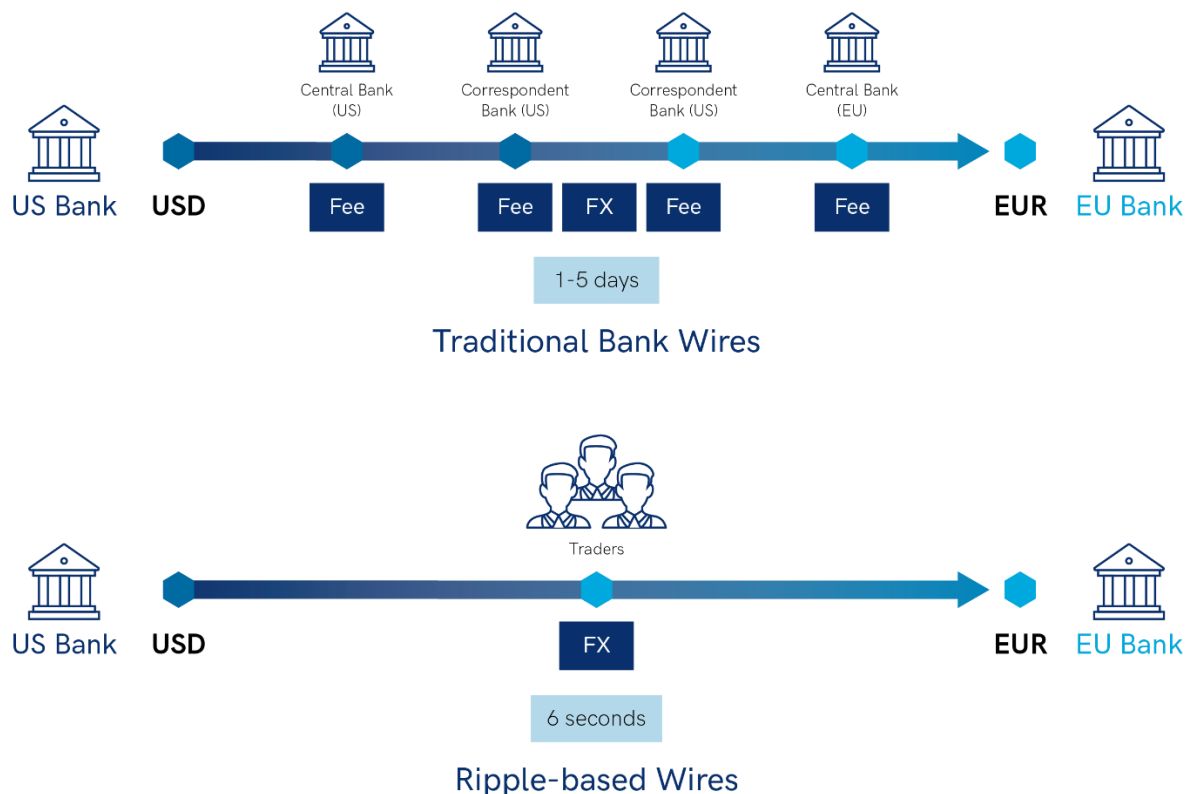 Central Bank
(US)
Correspondent
Bank (US)
Correspondent
Bank (US)
Central Bank
(EU)
US Bank
USD
Fee
Fee
FX
Fee
Fee
EUR
EU Bank
1-5 days
Traditional Bank Wires
Traders
US Bank
USD
FX
EUR
EU Bank
6 seconds
Ripple-based Wires